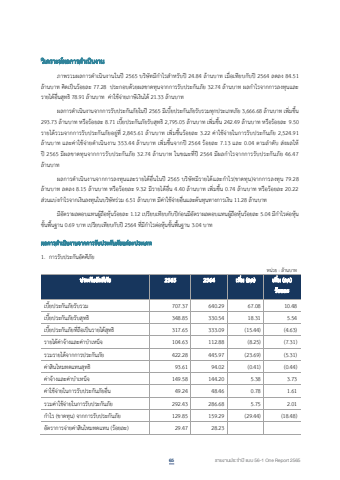 วิเคราะห์ผลการดำเนินงาน
ภาพรวมผลการดำเนินงานในปี 2565 บริษัทมีกำไรสำหรับปี 24.84 ล้านบาท เมื่อเทียบกับปี 2564 ลดลง 84.51
ล้านบาท คิดเป็นร้อยละ 77.28 ประกอบด้วยผลขาดทุนจากการรับประกันภัย 32.74 ล้านบาท ผลกำไรจากการลงทุนและ
รายได้อื่นสุทธิ 78.91 ล้านบาท ค่าใช้จ่ายภาษีเงินได้ 21.33 ล้านบาท
ผลการดำเนินงานจากการรับประกันภัยในปี 2565 มีเบี้ยประกันภัยรับรวมทุกประเภทภัย 3,666.68 ล้านบาท เพิ่มขึ้น
293.73 ล้านบาท หรือร้อยละ 8.71 เบี้ยประกันภัยรับสุทธิ 2,795.05 ล้านบาท เพิ่มขึ้น 242.49 ล้านบาท หรือร้อยละ 9.50
รายได้รวมจากการรับประกันภัยอยู่ที่ 2,845.61 ล้านบาท เพิ่มขึ้นร้อยละ 3.22 ค่าใช้จ่ายในการรับประกันภัย 2,524.91
ล้านบาท และค่าใช้จ่ายดำเนินงาน 353.44 ล้านบาท เพิ่มขึ้นจากปี 2564 ร้อยละ 7.13 และ 0.04 ตามลำดับ ส่งผลให้
ปี 2565 มีผลขาดทุนจากการรับประกันภัย 32.74 ล้านบาท ในขณะที่ปี 2564 มีผลกำไรจากการรับประกันภัย 46.47
ล้านบาท
ผลการดำเนินงานจากการลงทุนและรายได้อื่นในปี 2565 บริษัทมีรายได้และกำไร(ขาดทุน)จากการลงทุน 79.28
ล้านบาท ลดลง 8.15 ล้านบาท หรือร้อยละ 9.32 มีรายได้อื่น 4.40 ล้านบาท เพิ่มขึ้น 0.74 ล้านบาท หรือร้อยละ 20.22
ส่วนแบ่งกำไรจากเงินลงทุนในบริษัทร่วม 6.51 ล้านบาท มีค่าใช้จ่ายอื่นและต้นทุนทางการเงิน 11.28 ล้านบาท
มีอัตราผลตอบแทนผู้ถือหุ้นร้อยละ 1.12 เปรียบเทียบกับปีก่อนมีอัตราผลตอบแทนผู้ถือหุ้นร้อยละ 5.04 มีกำไรต่อหุ้น
ขั้นพื้นฐาน 0.69 บาท เปรียบเทียบกับปี 2564 ที่มีกำไรต่อหุ้นขั้นพื้นฐาน 3.04 บาท
ผลการดำเนินงานจากการรับประกันภัยแต่ละประเภท
1. การรับประกันอัคคีภัย
หน่วย : ล้านบาท
ประกันอัคคีภัย 2565 2564 เพิ่ม (ลด) เพิ่ม (ลด)
ร้อยละ
เบี้ยประกันภัยรับรวม 707.37 640.29 67.08 10.48
เบี้ยประกันภัยรับสุทธิ 348.85 330.54 18.31 5.54
เบี้ยประกันภัยที่ถือเป็นรายได้สุทธิ 317.65 333.09 (15.44) (4.63)
รายได้ค่าจ้างและค่าบำเหน็จ 104.63 112.88 (8.25) (7.31)
รวมรายได้จากการประกันภัย 422.28 445.97 (23.69) (5.31)
ค่าสินไหมทดแทนสุทธิ 93.61 94.02 (0.41) (0.44)
ค่าจ้างและค่าบำเหน็จ 149.58 144.20 5.38 3.73
ค่าใช้จ่ายในการรับประกันภัยอื่น 49.24 48.46 0.78 1.61
รวมค่าใช้จ่ายในการรับประกันภัย 292.43 286.68 5.75 2.01
กำไร (ขาดทุน) จากการรับประกันภัย 129.85 159.29 (29.44) (18.48)
อัตราการจ่ายค่าสินไหมทดแทน (ร้อยละ) 29.47 28.23
รายงานประจำปี แบบ 56-1 One Report 2565